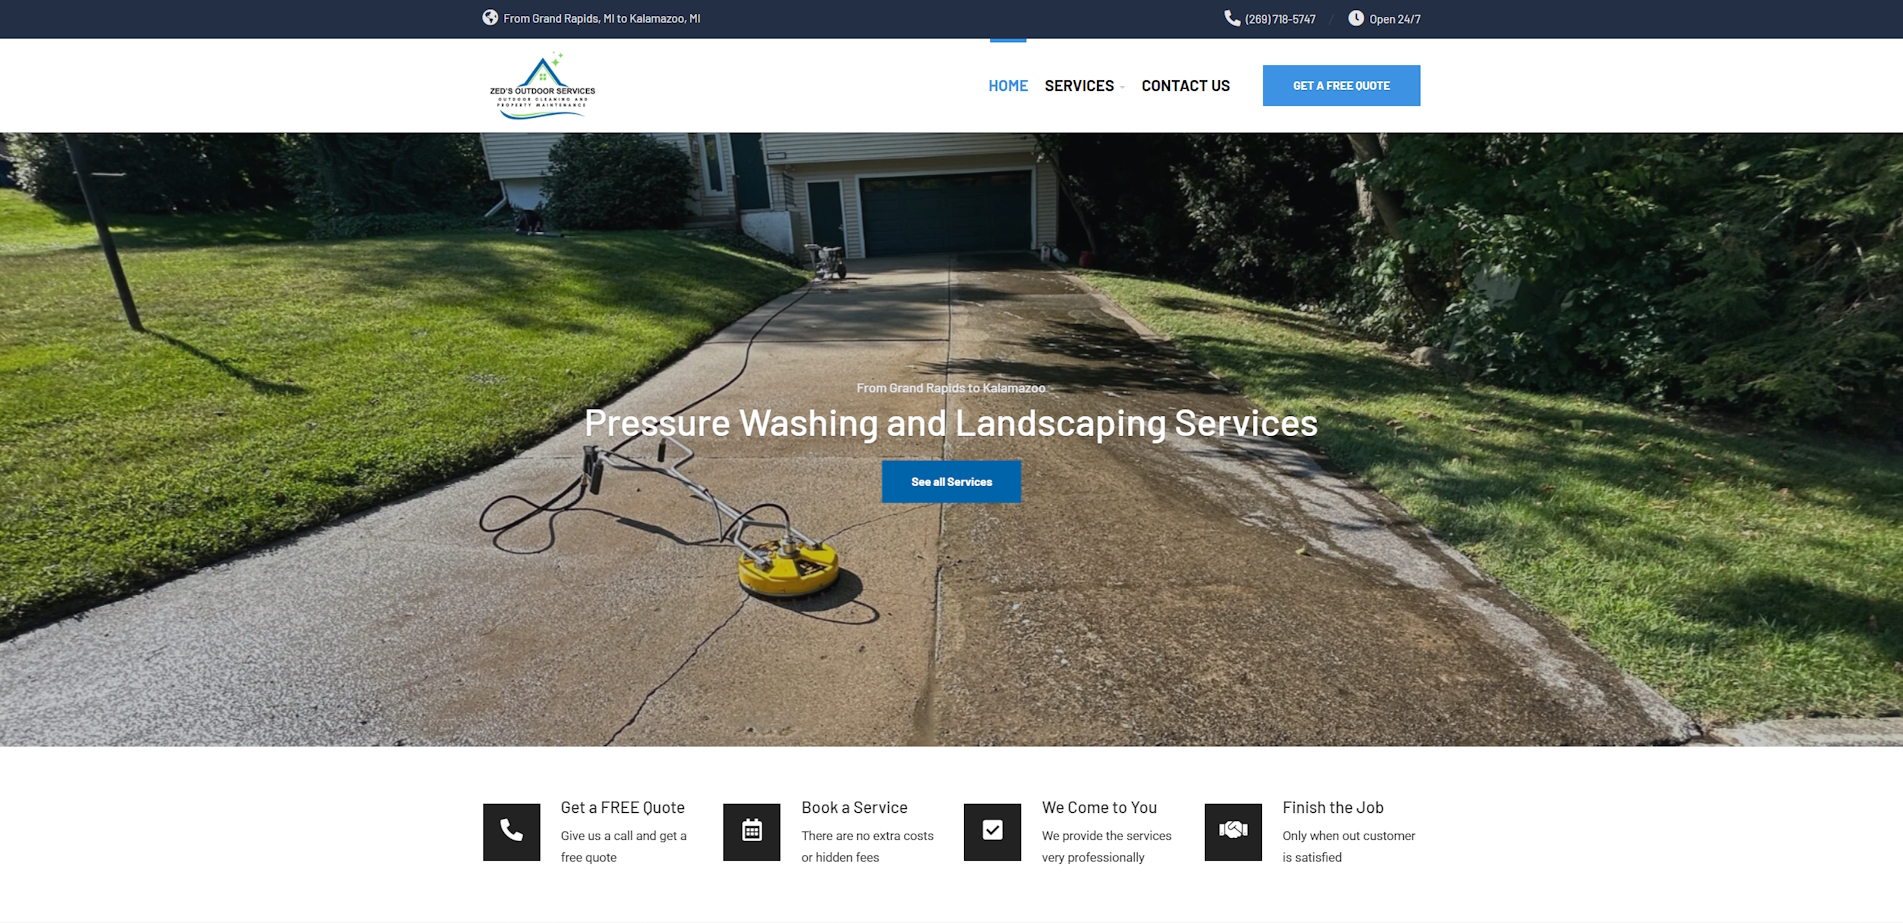 From Grand Rapids, MI to Kalamazoo, MI
(269) 718-5747 / Open 24/7
ZED'S OUTDOOR SERVICES
OUTDOOR CLEANING AND
PROPERTY MAINTENANCE
HOME SERVICES CONTACT US GET A FREE QUOTE
From Grand Rapids to Kalamazoo
Pressure Washing and Landscaping Services
See all Services
Get a FREE Quote
Give us a call and get a
free quote
Book a Service
There are no extra costs
or hidden fees
We Come to You
We provide the services
very professionally
Finish the Job
Only when out customer
is satisfied